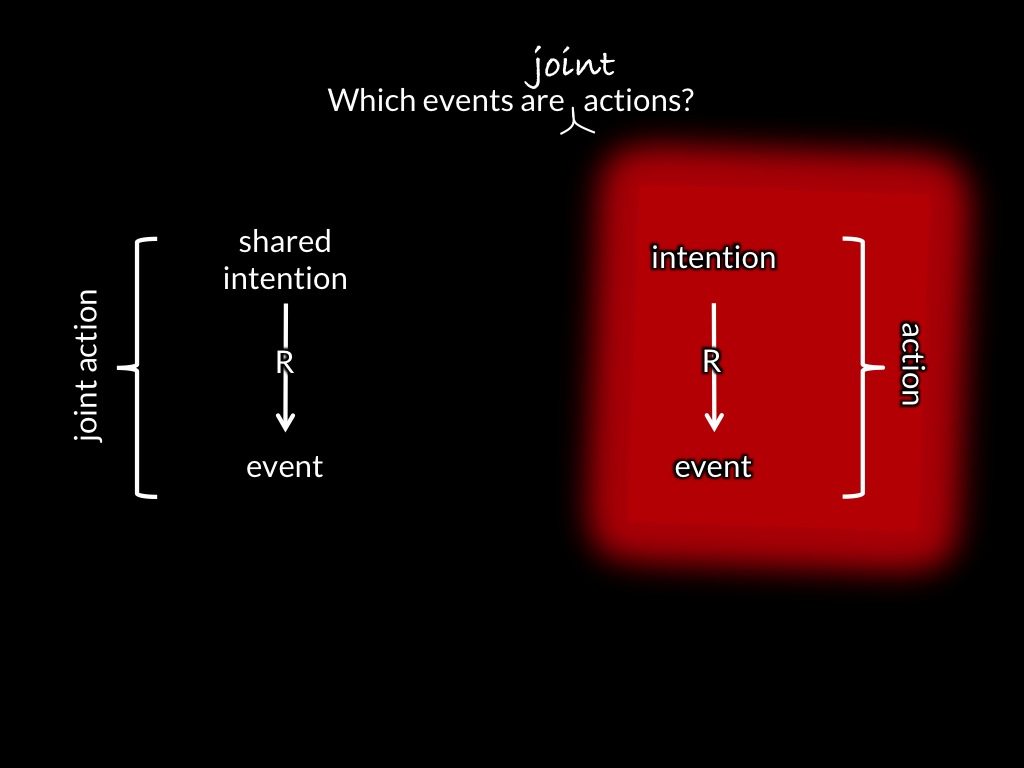 joint
Which events are actions?
joint action
shared
intention
R
event
intention
R
event
action